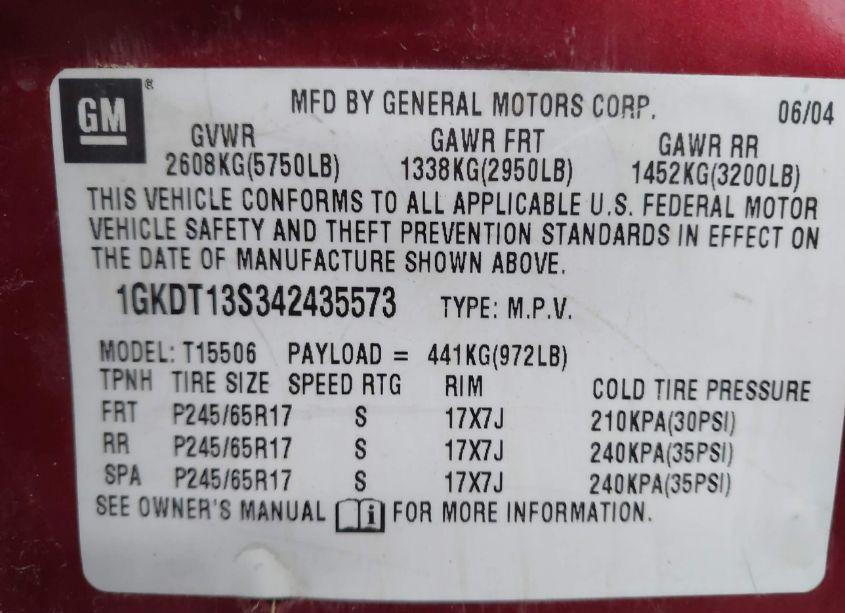 GM ® MFD BY GENERAL MOTORS CORP. 06/04
GVWR GAWR FRT GAWR RR
2608KG(5750LB) 1338KG(2950LB) 1452KG(3200LB)
THIS VEHICLE CONFORMS TO ALL APPLICABLE U.S. FEDERAL MOTOR
VEHICLE SAFETY AND THEFT PREVENTION STANDARDS IN EFFECT ON
THE DATE OF MANUFACTURE SHOWN ABOVE.
1GKDT13S342435573 TYPE: M.P.V.
MODEL: T15506 PAYLOAD = 441KG(972LB)
TPNH TIRE SIZE SPEED RTG RIM COLD TIRE PRESSURE
FRT P245/65R17 S 17X7J 210KPA(30PSI)
RR P245/65R17 S 17X7J 240KPA(35PSI)
SPA P245/65R17 S 17X7J 240KPA(35PSI)
SEE OWNER'S MANUAL i FOR MORE INFORMATION.